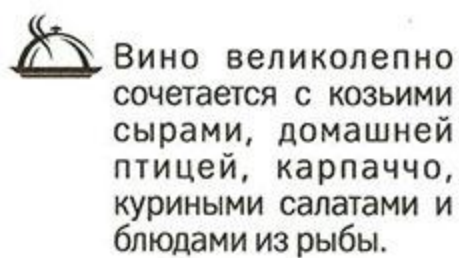 Вино великолепно
сочетается с козьими
сырами, домашней
птицей, карпаччо,
куриными салатами и
блюдами из рыбы.